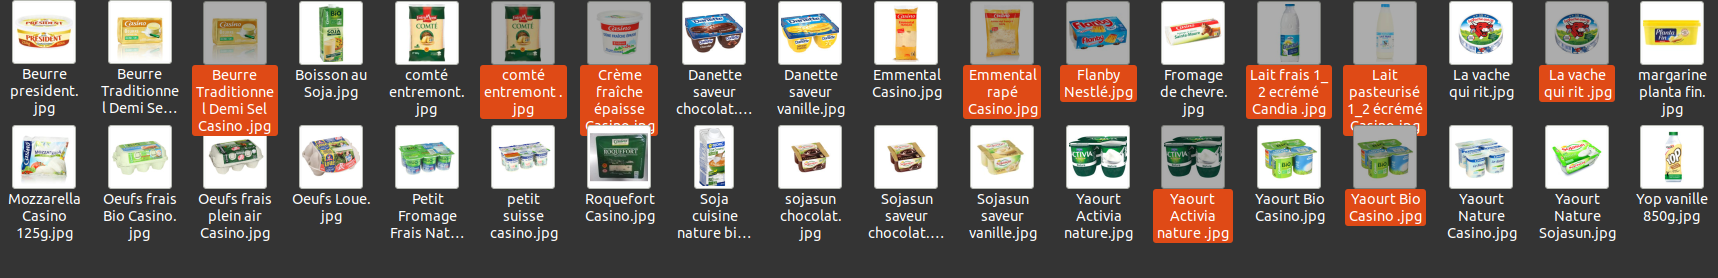 Beurre
president.
jpg
Beurre
Traditionne
l Demi Se…
Beurre
Traditionne
l Demi Sel
Casino .jpg
Boisson au
Soja.jpg
comté
entremont.
jpg
comté
entremont .
jpg
Crème
fraîche
épaisse
Casino.jpg
Danette
saveur
chocolat.…
Danette
saveur
vanille.jpg
Emmental
Casino.jpg
Emmental
rapé
Casino.jpg
Flanby
Nestlé.jpg
Fromage
de chevre.
jpg
Lait frais 1_
2 ecrémé
Candia .jpg
Lait
pasteurisé
1_2 écrémé
Casino.jpg
La vache
qui rit.jpg
La vache
qui rit .jpg
margarine
planta fin.
jpg
Mozzarella
Casino
125g.jpg
Oeufs frais
Bio Casino.
jpg
Oeufs frais
plein air
Casino.jpg
Oeufs Loue.
jpg
Petit
Fromage
Frais Nat…
petit
suisse
casino.jpg
Roquefort
Casino.jpg
Soja
cuisine
nature bi…
sojasun
chocolat.
jpg
Sojasun
saveur
chocolat.…
Sojasun
saveur
vanille.jpg
Yaourt
Activia
nature.jpg
Yaourt
Activia
nature .jpg
Yaourt Bio
Casino.jpg
Yaourt Bio
Casino .jpg
Yaourt
Nature
Casino.jpg
Yaourt
Nature
Sojasun.jpg
Yop vanille
850g.jpg